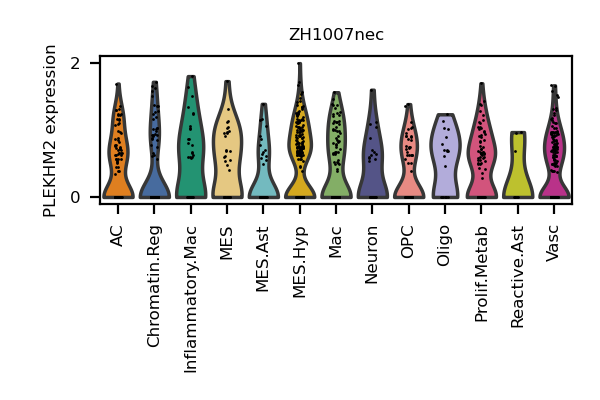 ZH1007nec
PLEKHM2 expression
2
0
AC
Chromatin.Reg
Inflammatory.Mac
MES
MES.Ast
MES.Hyp
Mac
Neuron
OPC
Oligo
Prolif.Metab
Reactive.Ast
Vasc